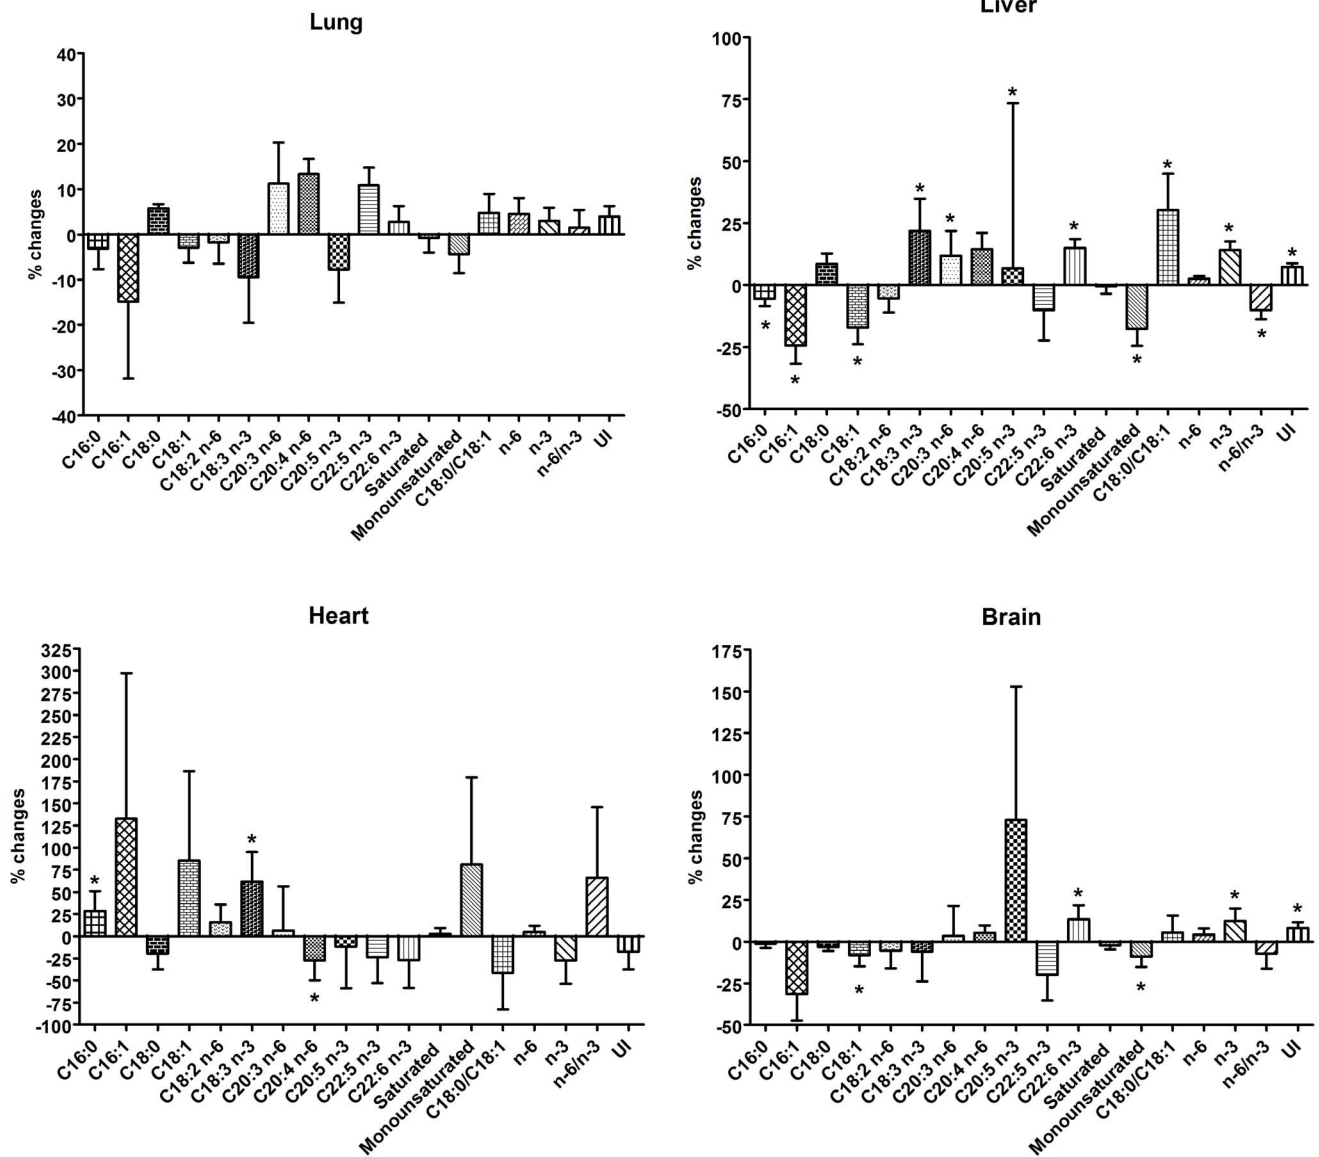 Lung
% changes
40
30
20
10
0
-10
-20
-30
-40
C16:0
C16:1
C18:0
C18:1
C18:2 n-6
C18:3 n-3
C20:3 n-6
C20:4 n-6
C20:5 n-3
C22:5 n-3
C22:6 n-3
Saturated
Monounsaturated
C18:0/C18:1
n-6
n-3
n-6/n-3
UI
Liver
% changes
100
75
50
25
0
-25
-50
*
*
*
*
*
*
*
*
*
*
*
*
C16:0
C16:1
C18:0
C18:1
C18:2 n-6
C18:3 n-3
C20:3 n-6
C20:4 n-6
C20:5 n-3
C22:5 n-3
C22:6 n-3
Saturated
Monounsaturated
C18:0/C18:1
n-6
n-3
n-6/n-3
UI
Heart
% changes
325
300
275
250
225
200
175
150
125
100
75
50
25
0
-25
-50
-75
-100
*
*
*
C16:0
C16:1
C18:0
C18:1
C18:2 n-6
C18:3 n-3
C20:3 n-6
C20:4 n-6
C20:5 n-3
C22:5 n-3
C22:6 n-3
Saturated
Monounsaturated
C18:0/C18:1
n-6
n-3
n-6/n-3
UI
Brain
% changes
175
150
125
100
75
50
25
0
-25
-50
*
*
*
*
*
C16:0
C16:1
C18:0
C18:1
C18:2 n-6
C18:3 n-3
C20:3 n-6
C20:4 n-6
C20:5 n-3
C22:5 n-3
C22:6 n-3
Saturated
Monounsaturated
C18:0/C18:1
n-6
n-3
n-6/n-3
UI